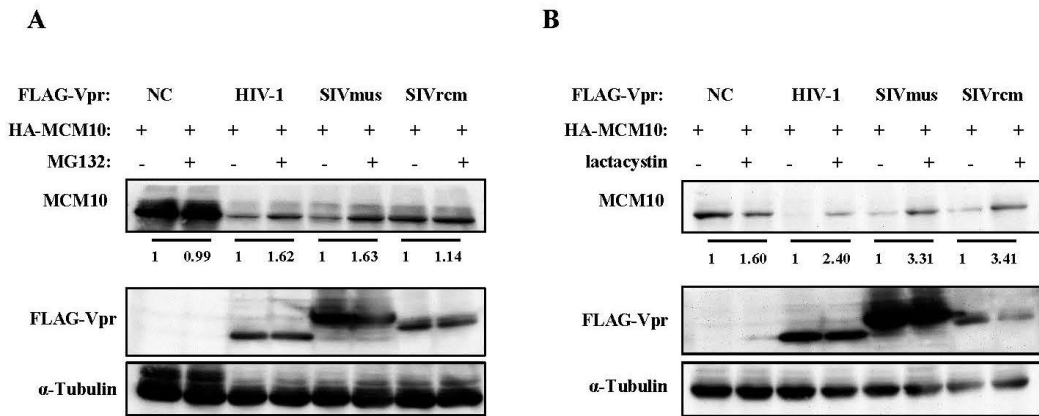 A
FLAG-Vpr: NC HIV-1 SIVmus SIVrcm
HA-MCM10: + + + + + + + +
MG132: - + - + - + - +
MCM10
1 0.99 1 1.62 1 1.63 1 1.14
FLAG-Vpr
α-Tubulin
B
FLAG-Vpr: NC HIV-1 SIVmus SIVrcm
HA-MCM10: + + + + + + + +
lactacystin - + - + - + - +
MCM10
1 1.60 1 2.40 1 3.31 1 3.41
FLAG-Vpr
α-Tubulin